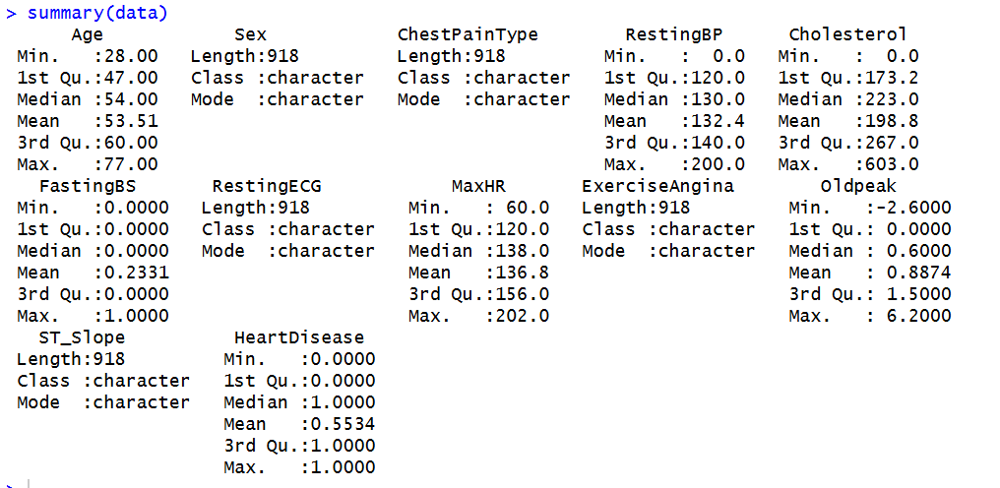 > summary(data)
      Age             Sex            ChestPainType        RestingBP      Cholesterol
 Min.   :28.00   Length:918         Length:918         Min.   :  0.0   Min.   :  0.0
 1st Qu.:47.00   Class :character   Class :character   1st Qu.:120.0   1st Qu.:173.2
 Median :54.00   Mode  :character   Mode  :character   Median :130.0   Median :223.0
 Mean   :53.51                                         Mean   :132.4   Mean   :198.8
 3rd Qu.:60.00                                         3rd Qu.:140.0   3rd Qu.:267.0
 Max.   :77.00                                         Max.   :200.0   Max.   :603.0
   FastingBS       RestingECG            MaxHR       ExerciseAngina        Oldpeak
 Min.   :0.0000   Length:918         Min.   : 60.0   Length:918         Min.   :-2.6000
 1st Qu.:0.0000   Class :character   1st Qu.:120.0   Class :character   1st Qu.: 0.0000
 Median :0.0000   Mode  :character   Median :138.0   Mode  :character   Median : 0.6000
 Mean   :0.2331                      Mean   :136.8                      Mean   : 0.8874
 3rd Qu.:0.0000                      3rd Qu.:156.0                      3rd Qu.: 1.5000
 Max.   :1.0000                      Max.   :202.0                      Max.   : 6.2000
   ST_Slope          HeartDisease
 Length:918         Min.   :0.0000
 Class :character   1st Qu.:0.0000
 Mode  :character   Median :1.0000
                    Mean   :0.5534
                    3rd Qu.:1.0000
                    Max.   :1.0000
>